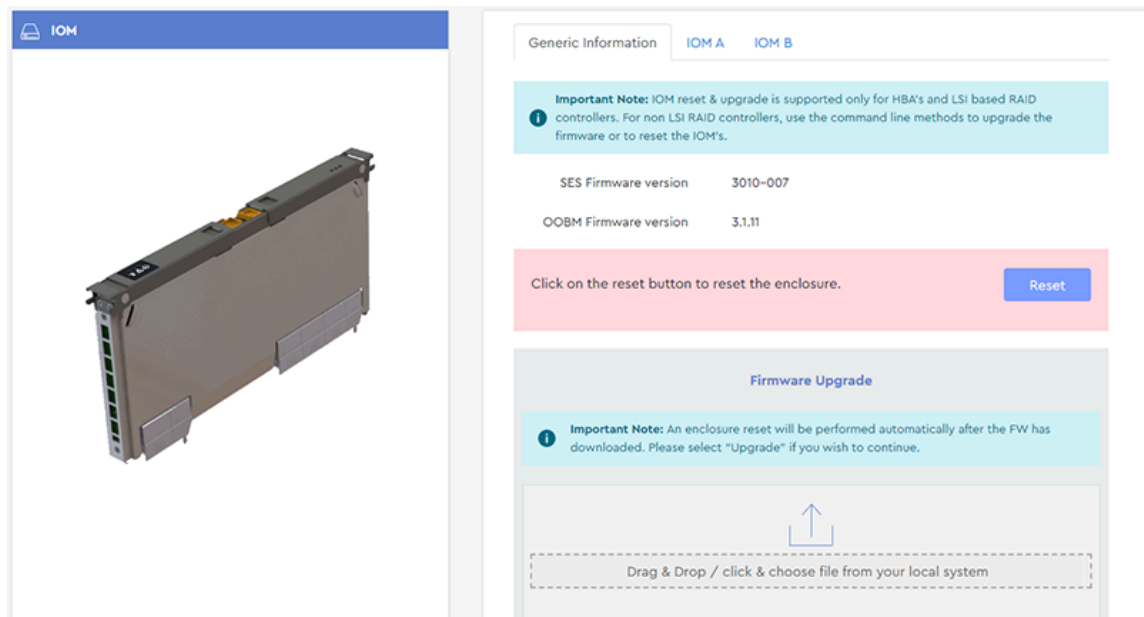 IOM
Generic Information IOM A IOM B
Important Note: IOM reset & upgrade is supported only for HBA's and LSI based RAID
controllers. For non LSI RAID controllers, use the command line methods to upgrade the
firmware or to reset the IOM's.
SES Firmware version 3010-007
OOBM Firmware version 3.1.11
Click on the reset button to reset the enclosure. Reset
Firmware Upgrade
Important Note: An enclosure reset will be performed automatically after the FW has
downloaded. Please select "Upgrade" if you wish to continue.
Drag & Drop / click & choose file from your local system